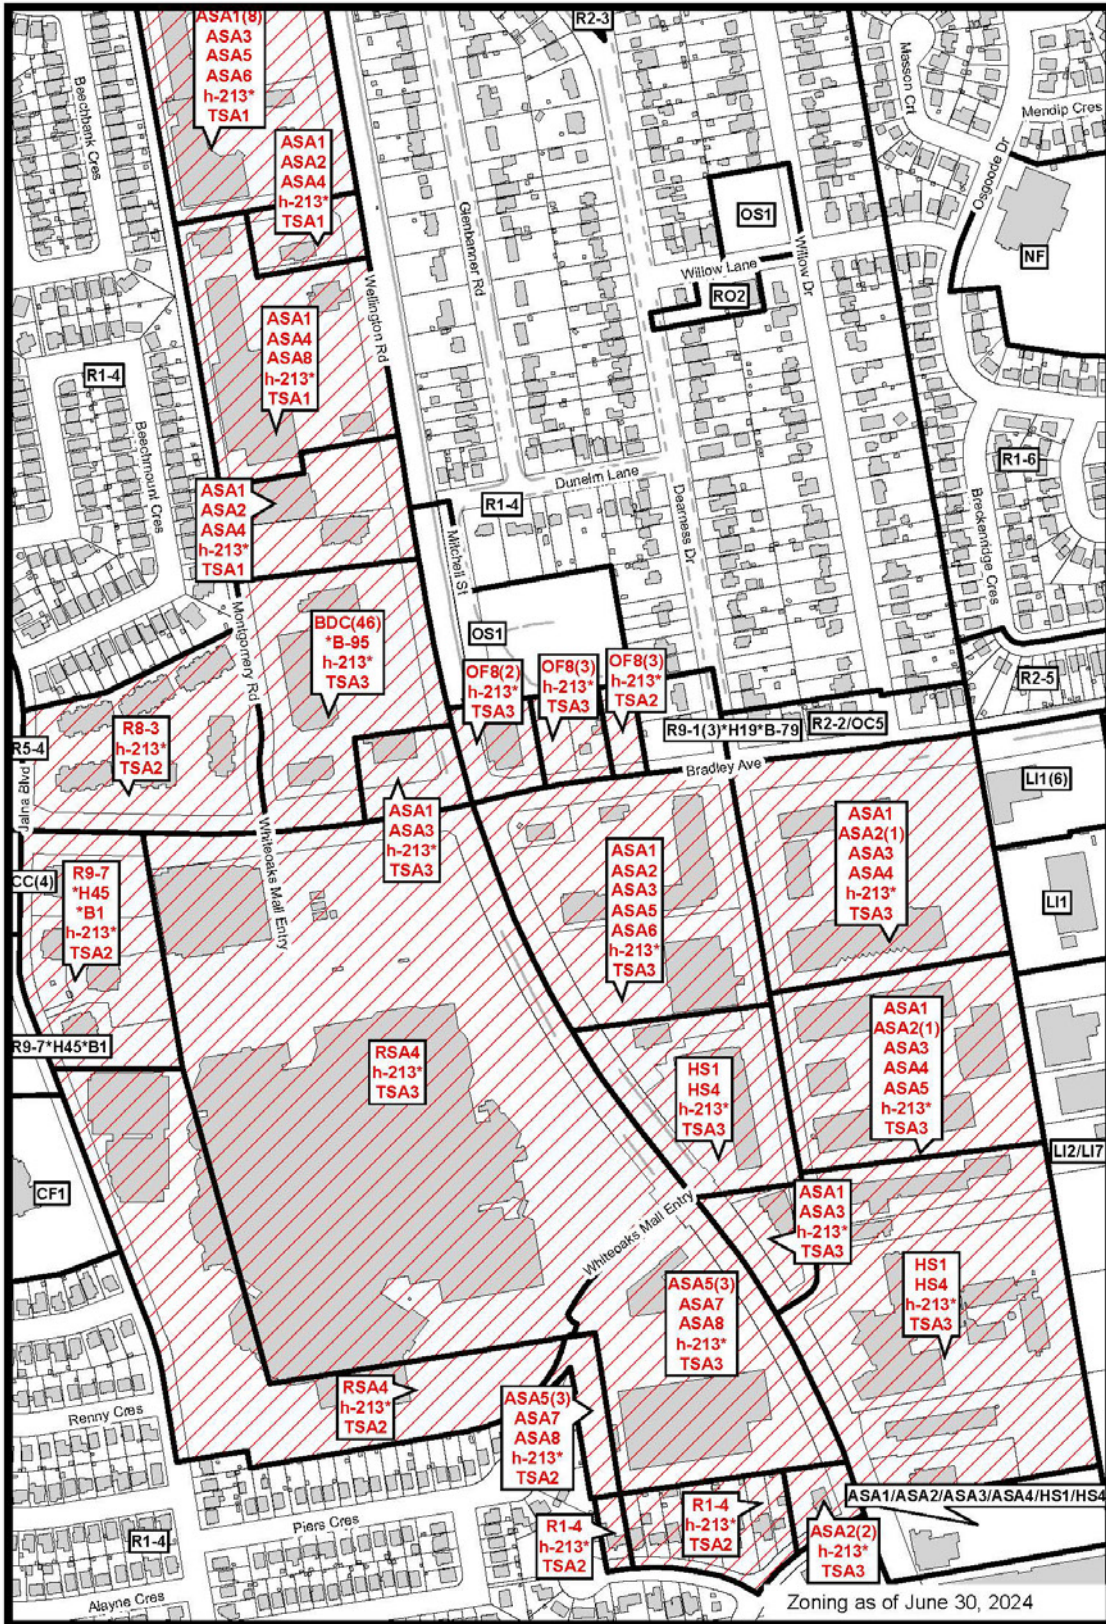 R2-3
ASA1(8)
ASA3
ASA5
ASA6
h-213*
TSA1
Beechbank Cres
Masson Crt
Mendip Cres
Osgoode Dr
ASA1
ASA2
ASA4
h-213*
TSA1
Glenbanner Rd
OS1
Willow Dr
Willow Lane
NF
RO2
Wellington Rd
ASA1
ASA4
ASA8
h-213*
TSA1
R1-4
Beechmount Cres
R1-6
Dunelm Lane
R1-4
Dearness Dr
Breckenridge Cres
ASA1
ASA2
ASA4
h-213*
TSA1
Mitchell St
Montgomery Rd
BDC(46)
*B-95
h-213*
TSA3
OS1
OF8(2)
h-213*
TSA3
OF8(3)
h-213*
TSA3
OF8(3)
h-213*
TSA2
R2-5
R9-1(3)*H19*B-79
R2-2/OC5
R5-4
R8-3
h-213*
TSA2
Jalna Blvd
Bradley Ave
LI1(6)
ASA1
ASA3
h-213*
TSA3
Whiteoaks Mall Entry
ASA1
ASA2(1)
ASA3
ASA4
h-213*
TSA3
ASA1
ASA2
ASA3
ASA5
ASA6
h-213*
TSA3
CC(4)
R9-7
*H45
*B1
h-213*
TSA2
LI1
R9-7*H45*B1
RSA4
h-213*
TSA3
HS1
HS4
h-213*
TSA3
ASA1
ASA2(1)
ASA3
ASA4
ASA5
h-213*
TSA3
LI2/LI7
CF1
Whiteoaks Mall Entry
ASA1
ASA3
h-213*
TSA3
ASA5(3)
ASA7
ASA8
h-213*
TSA3
HS1
HS4
h-213*
TSA3
RSA4
h-213*
TSA2
ASA5(3)
ASA7
ASA8
h-213*
TSA2
Renny Cres
ASA1/ASA2/ASA3/ASA4/HS1/HS4
R1-4
Piers Cres
R1-4
h-213*
TSA2
R1-4
h-213*
TSA2
ASA2(2)
h-213*
TSA3
Alayne Cres
Zoning as of June 30, 2024